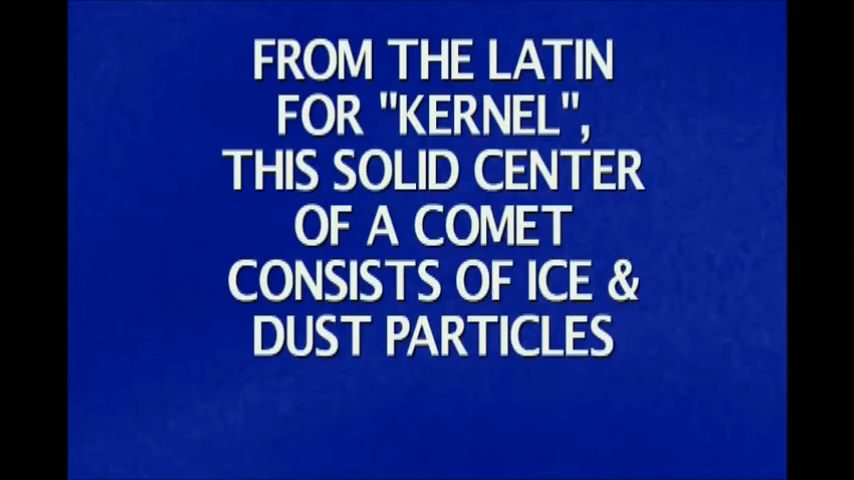 FROM THE LATIN
FOR "KERNEL",
THIS SOLID CENTER
OF A COMET
CONSISTS OF ICE &
DUST PARTICLES